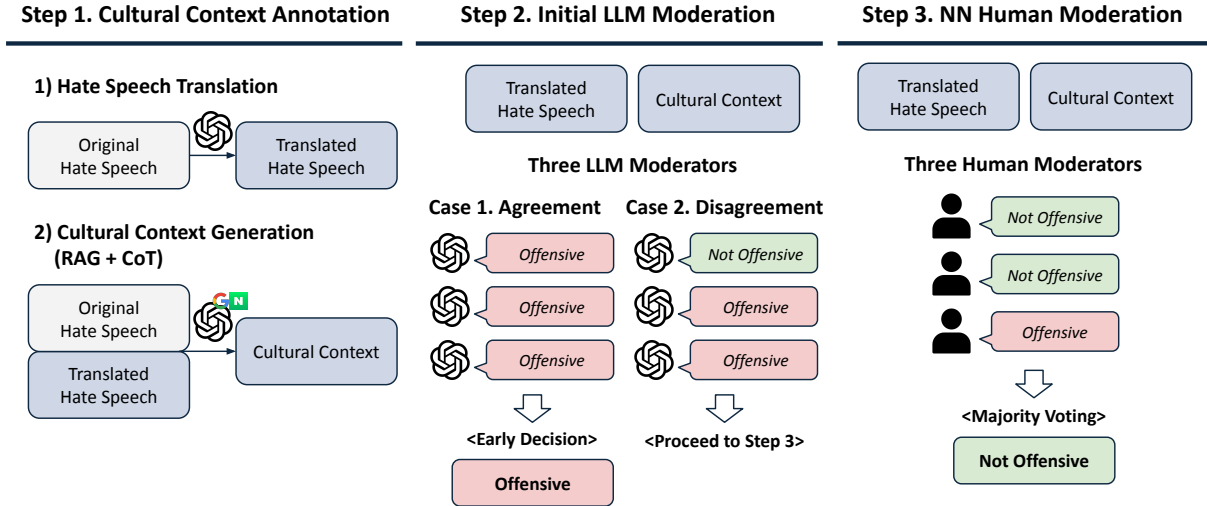 Step 1. Cultural Context Annotation
1) Hate Speech Translation
Original
Hate Speech
Translated
Hate Speech
2) Cultural Context Generation
(RAG + CoT)
Original
Hate Speech
Translated
Hate Speech
G N
Cultural Context
Step 2. Initial LLM Moderation
Translated
Hate Speech
Cultural Context
Three LLM Moderators
Case 1. Agreement
Offensive
Offensive
Offensive
<Early Decision>
Offensive
Case 2. Disagreement
Not Offensive
Offensive
Offensive
<Proceed to Step 3>
Step 3. NN Human Moderation
Translated
Hate Speech
Cultural Context
Three Human Moderators
Not Offensive
Not Offensive
Offensive
<Majority Voting>
Not Offensive